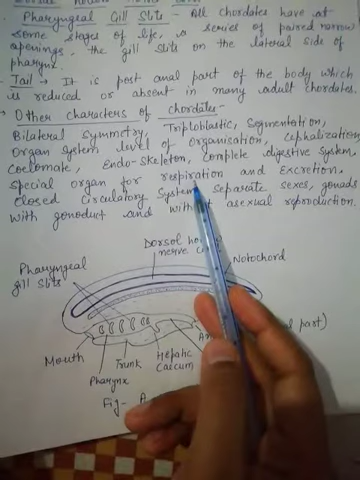 Pharyngeal Gill Slits - All chordates have at
some stages of life, a series of paired narrow
openings, the gill slits on the lateral side of
pharynx.
Tail → It is post anal part of the body which
is reduced or absent in many adult chordates.
Other characters of chordates-
Bilateral Symmetry, Triploblastic, Segmentation,
Organ System level of Organisation, Cephalization
Coelomate, Endo-Skeleton, Complete digestive System,
Special organ for respiration and Excretion.
Closed Circulatory System, separate sexes, gonads
with gonoduct and without asexual reproduction.
Dorsal
nerve
Notochord
Pharyngeal
gill slits
part)
Mouth
Trunk
Hepatic
caecum
Pharynx
Fig- A